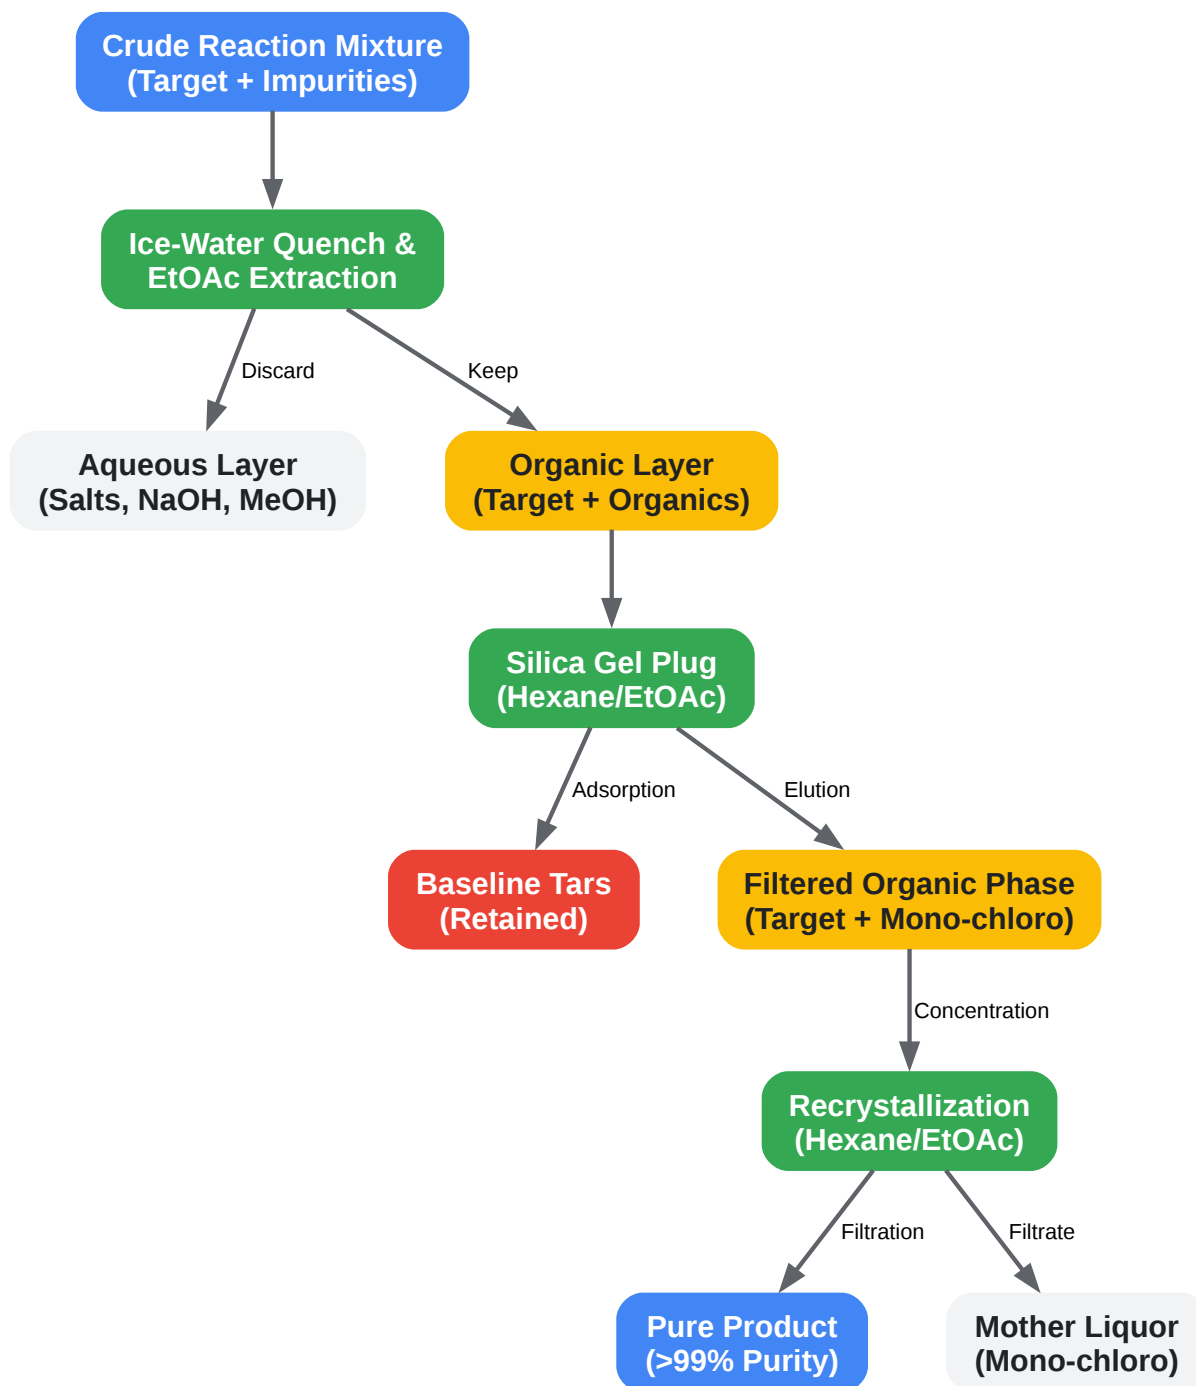 Crude Reaction Mixture
(Target + Impurities)
Ice-Water Quench &
EtOAc Extraction
Discard
Keep
Aqueous Layer
(Salts, NaOH, MeOH)
Organic Layer
(Target + Organics)
Silica Gel Plug
(Hexane/EtOAc)
Adsorption
Elution
Baseline Tars
(Retained)
Filtered Organic Phase
(Target + Mono-chloro)
Concentration
Recrystallization
(Hexane/EtOAc)
Filtration
Filtrate
Pure Product
(>99% Purity)
Mother Liquor
(Mono-chloro)